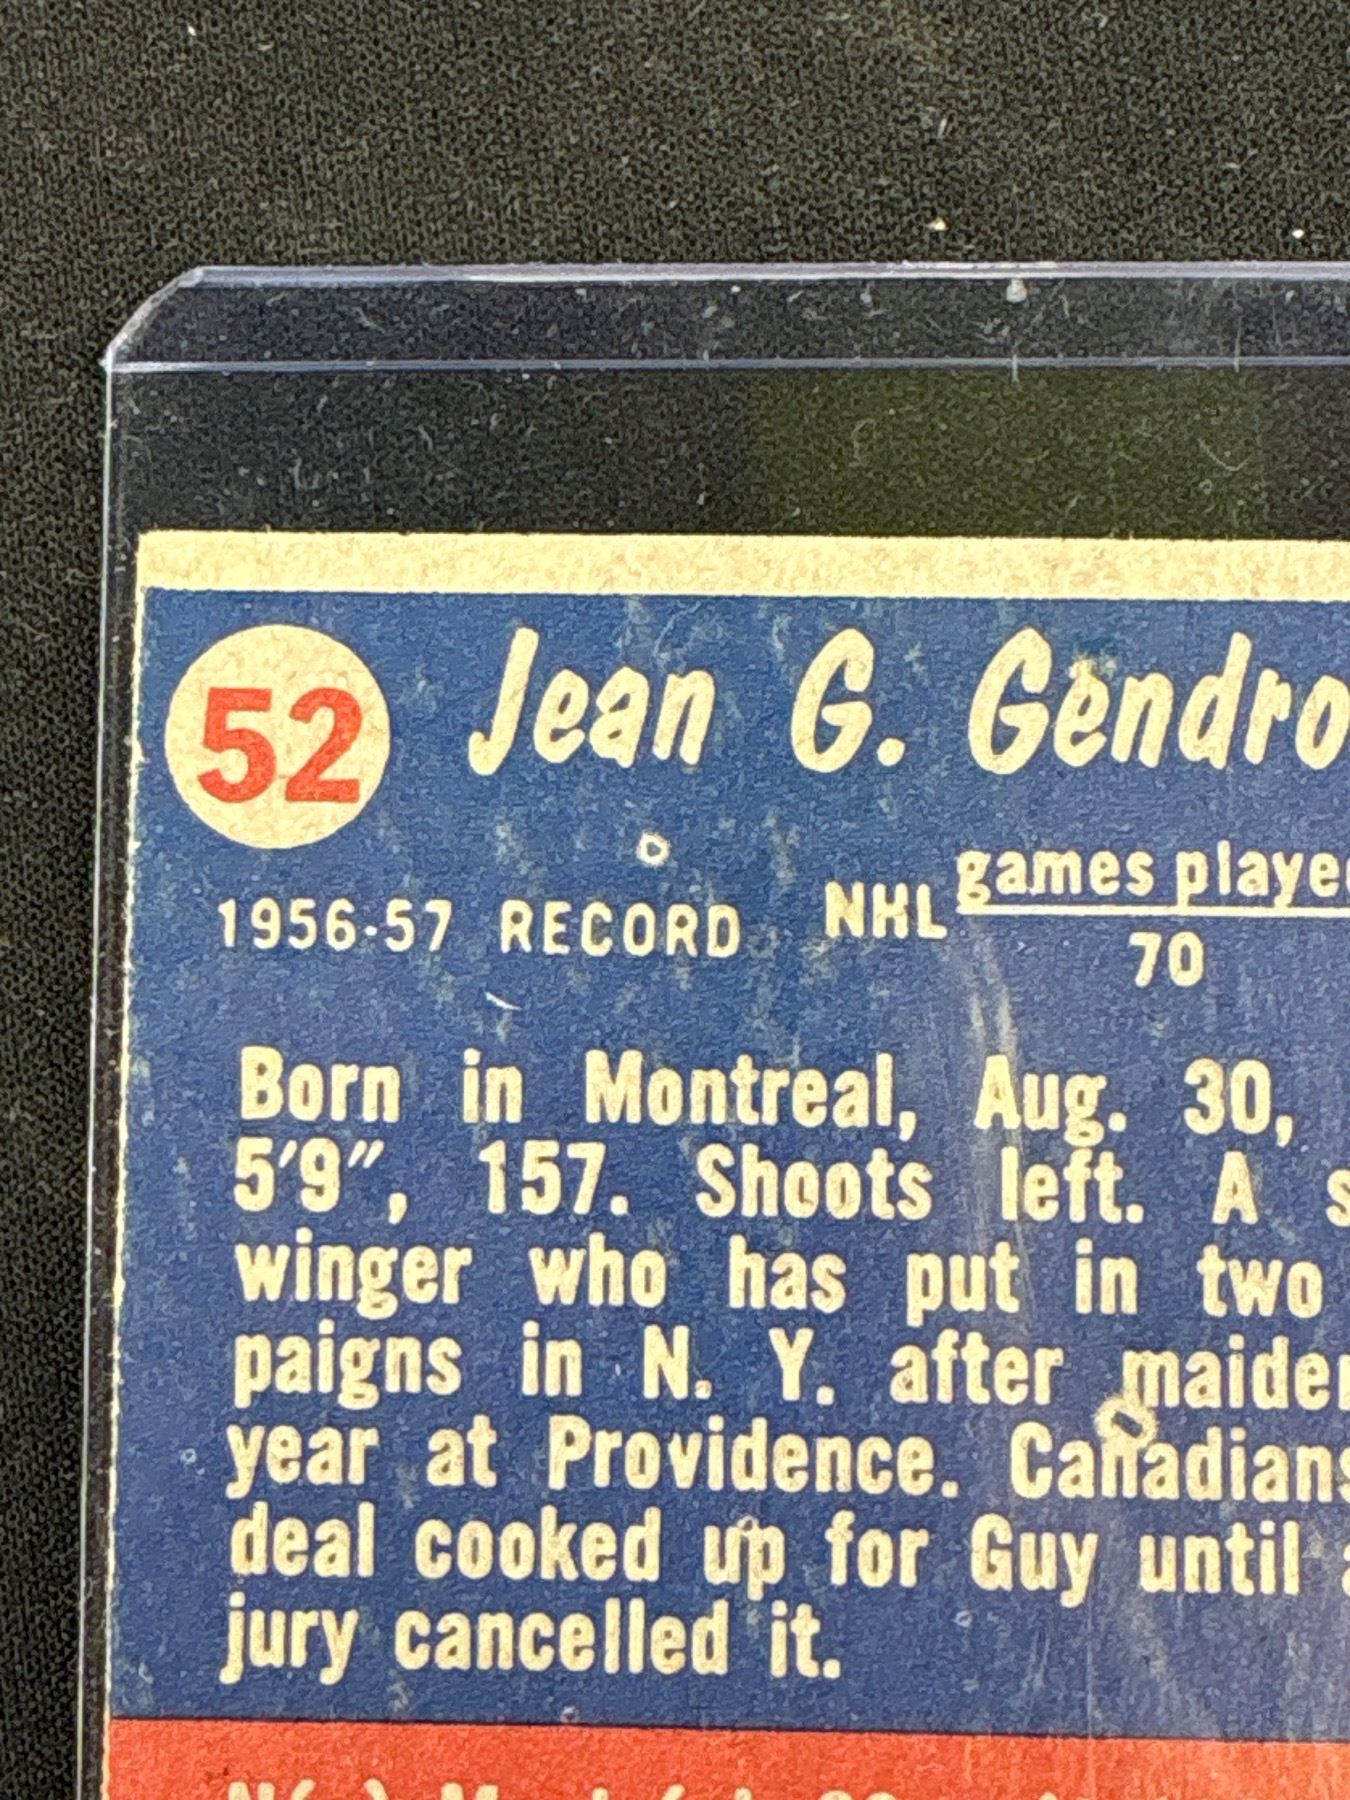 52 Jean G. Gendro
1956-57 RECORD NHL games playe
70
Born in Montreal, Aug. 30,
5'9", 157. Shoots left. A s
winger who has put in two
paigns in N. Y. after maide
year at Providence. Canadians
deal cooked up for Guy until a
jury cancelled it.